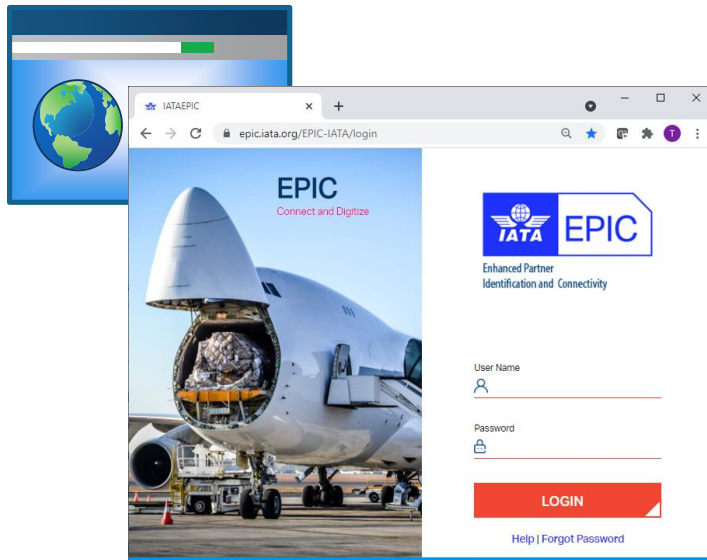 IATAEPIC
epic.iata.org/EPIC-IATA/login
T
EPIC
Connect and Digitize
IATA EPIC
Enhanced Partner
Identification and Connectivity
User Name
Password
LOGIN
Help | Forgot Password